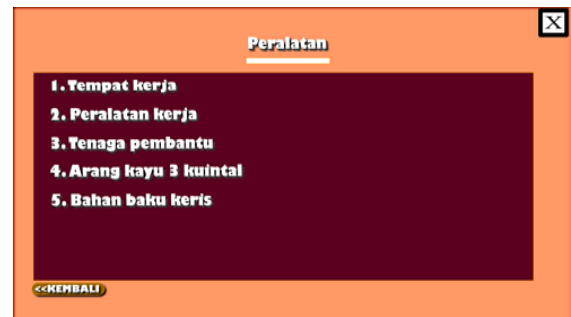 X
Peralatan
1. Tempat kerja
2. Peralatan kerja
3. Tenaga pembantu
4. Arang kayu 3 kuintal
5. Bahan baku keris
<<KEMBALI